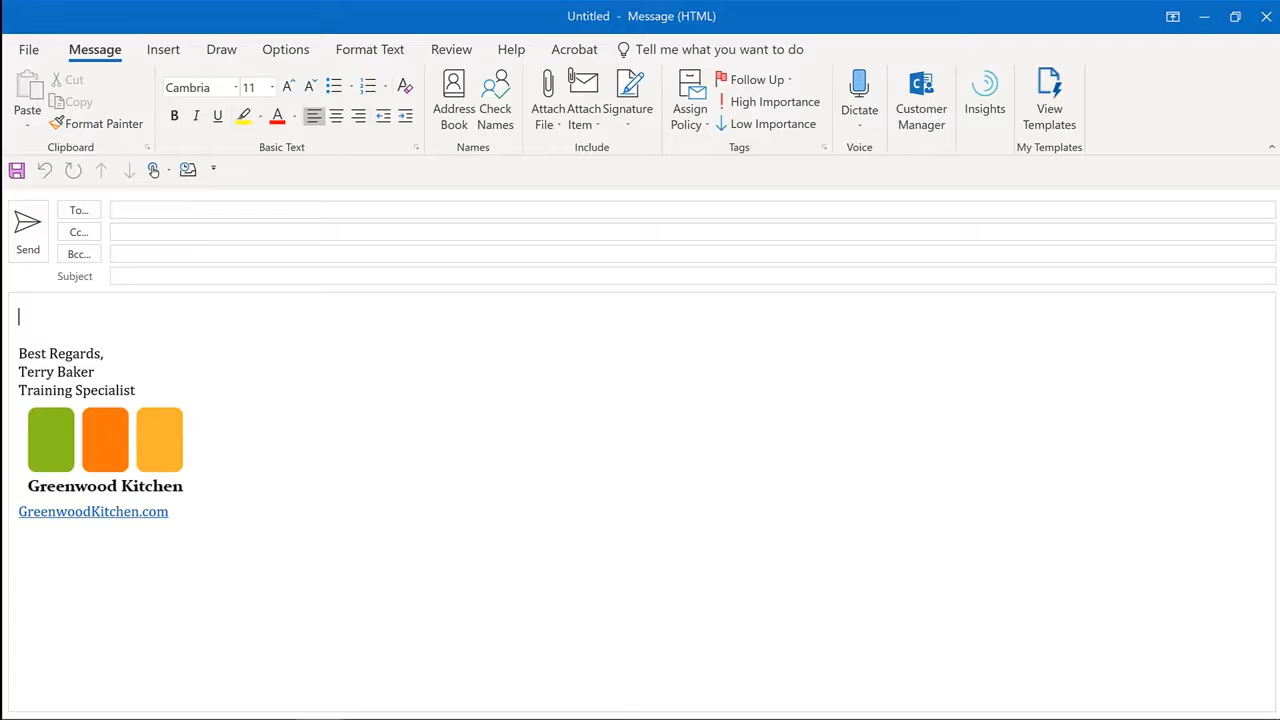 Untitled - Message (HTML)
File Message Insert Draw Options Format Text Review Help Acrobat Tell me what you want to do
Paste
Cut
Copy
Format Painter
Clipboard
Cambria 11
B I U A
Basic Text
Address Book
Check Names
Names
Attach File
Attach Item
Signature
Include
Assign Policy
Follow Up
High Importance
Low Importance
Tags
Dictate
Voice
Customer Manager
Insights
View Templates
My Templates
Send
To...
Cc...
Bcc...
Subject
Best Regards,
Terry Baker
Training Specialist
Greenwood Kitchen
GreenwoodKitchen.com